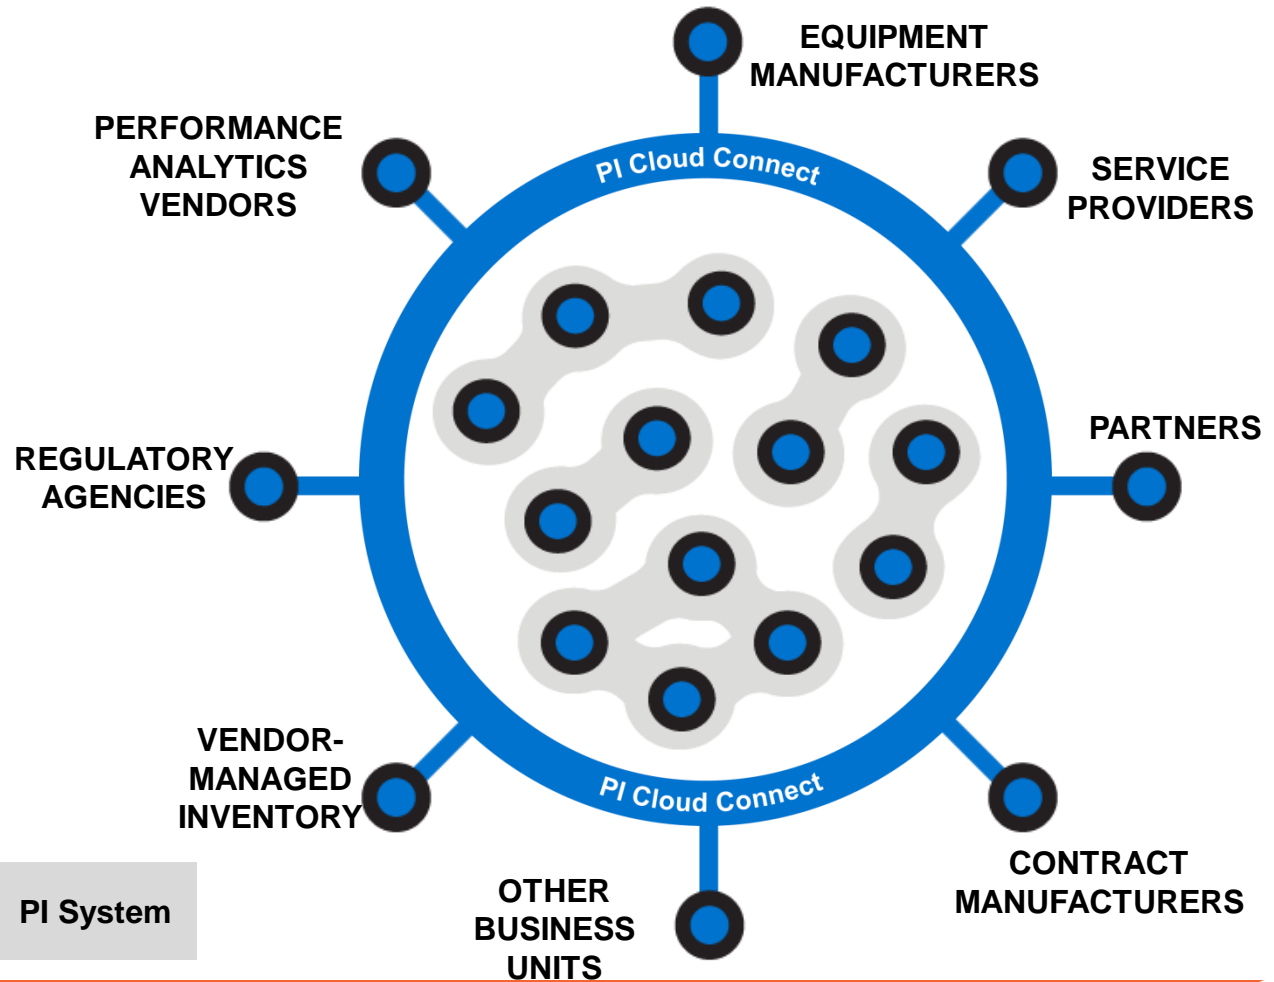 EQUIPMENT
MANUFACTURERS
PERFORMANCE
ANALYTICS
VENDORS
PI Cloud Connect
SERVICE
PROVIDERS
PARTNERS
REGULATORY
AGENCIES
VENDOR-
MANAGED
INVENTORY
PI Cloud Connect
CONTRACT
MANUFACTURERS
OTHER
BUSINESS
UNITS
PI System